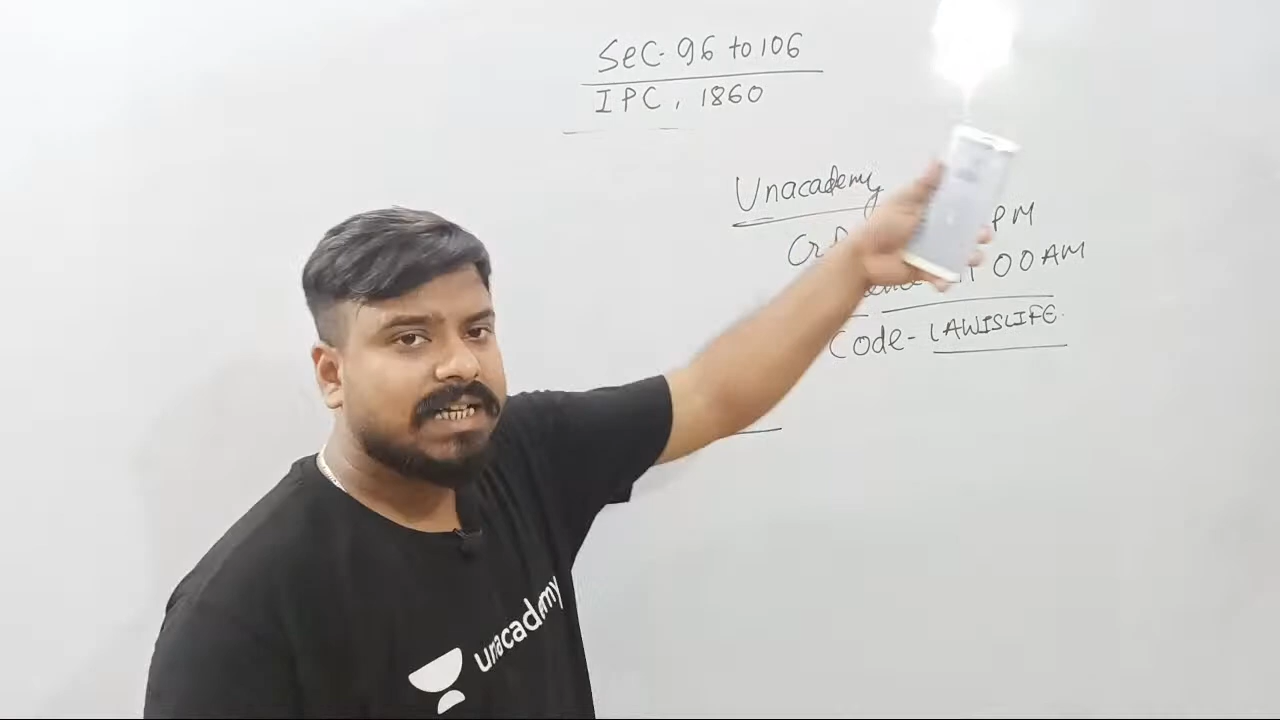 Sec- 96 to 106
IPC, 1860
Unacademy
PM
00 AM
Code- LAWISLIFE.
unacademy